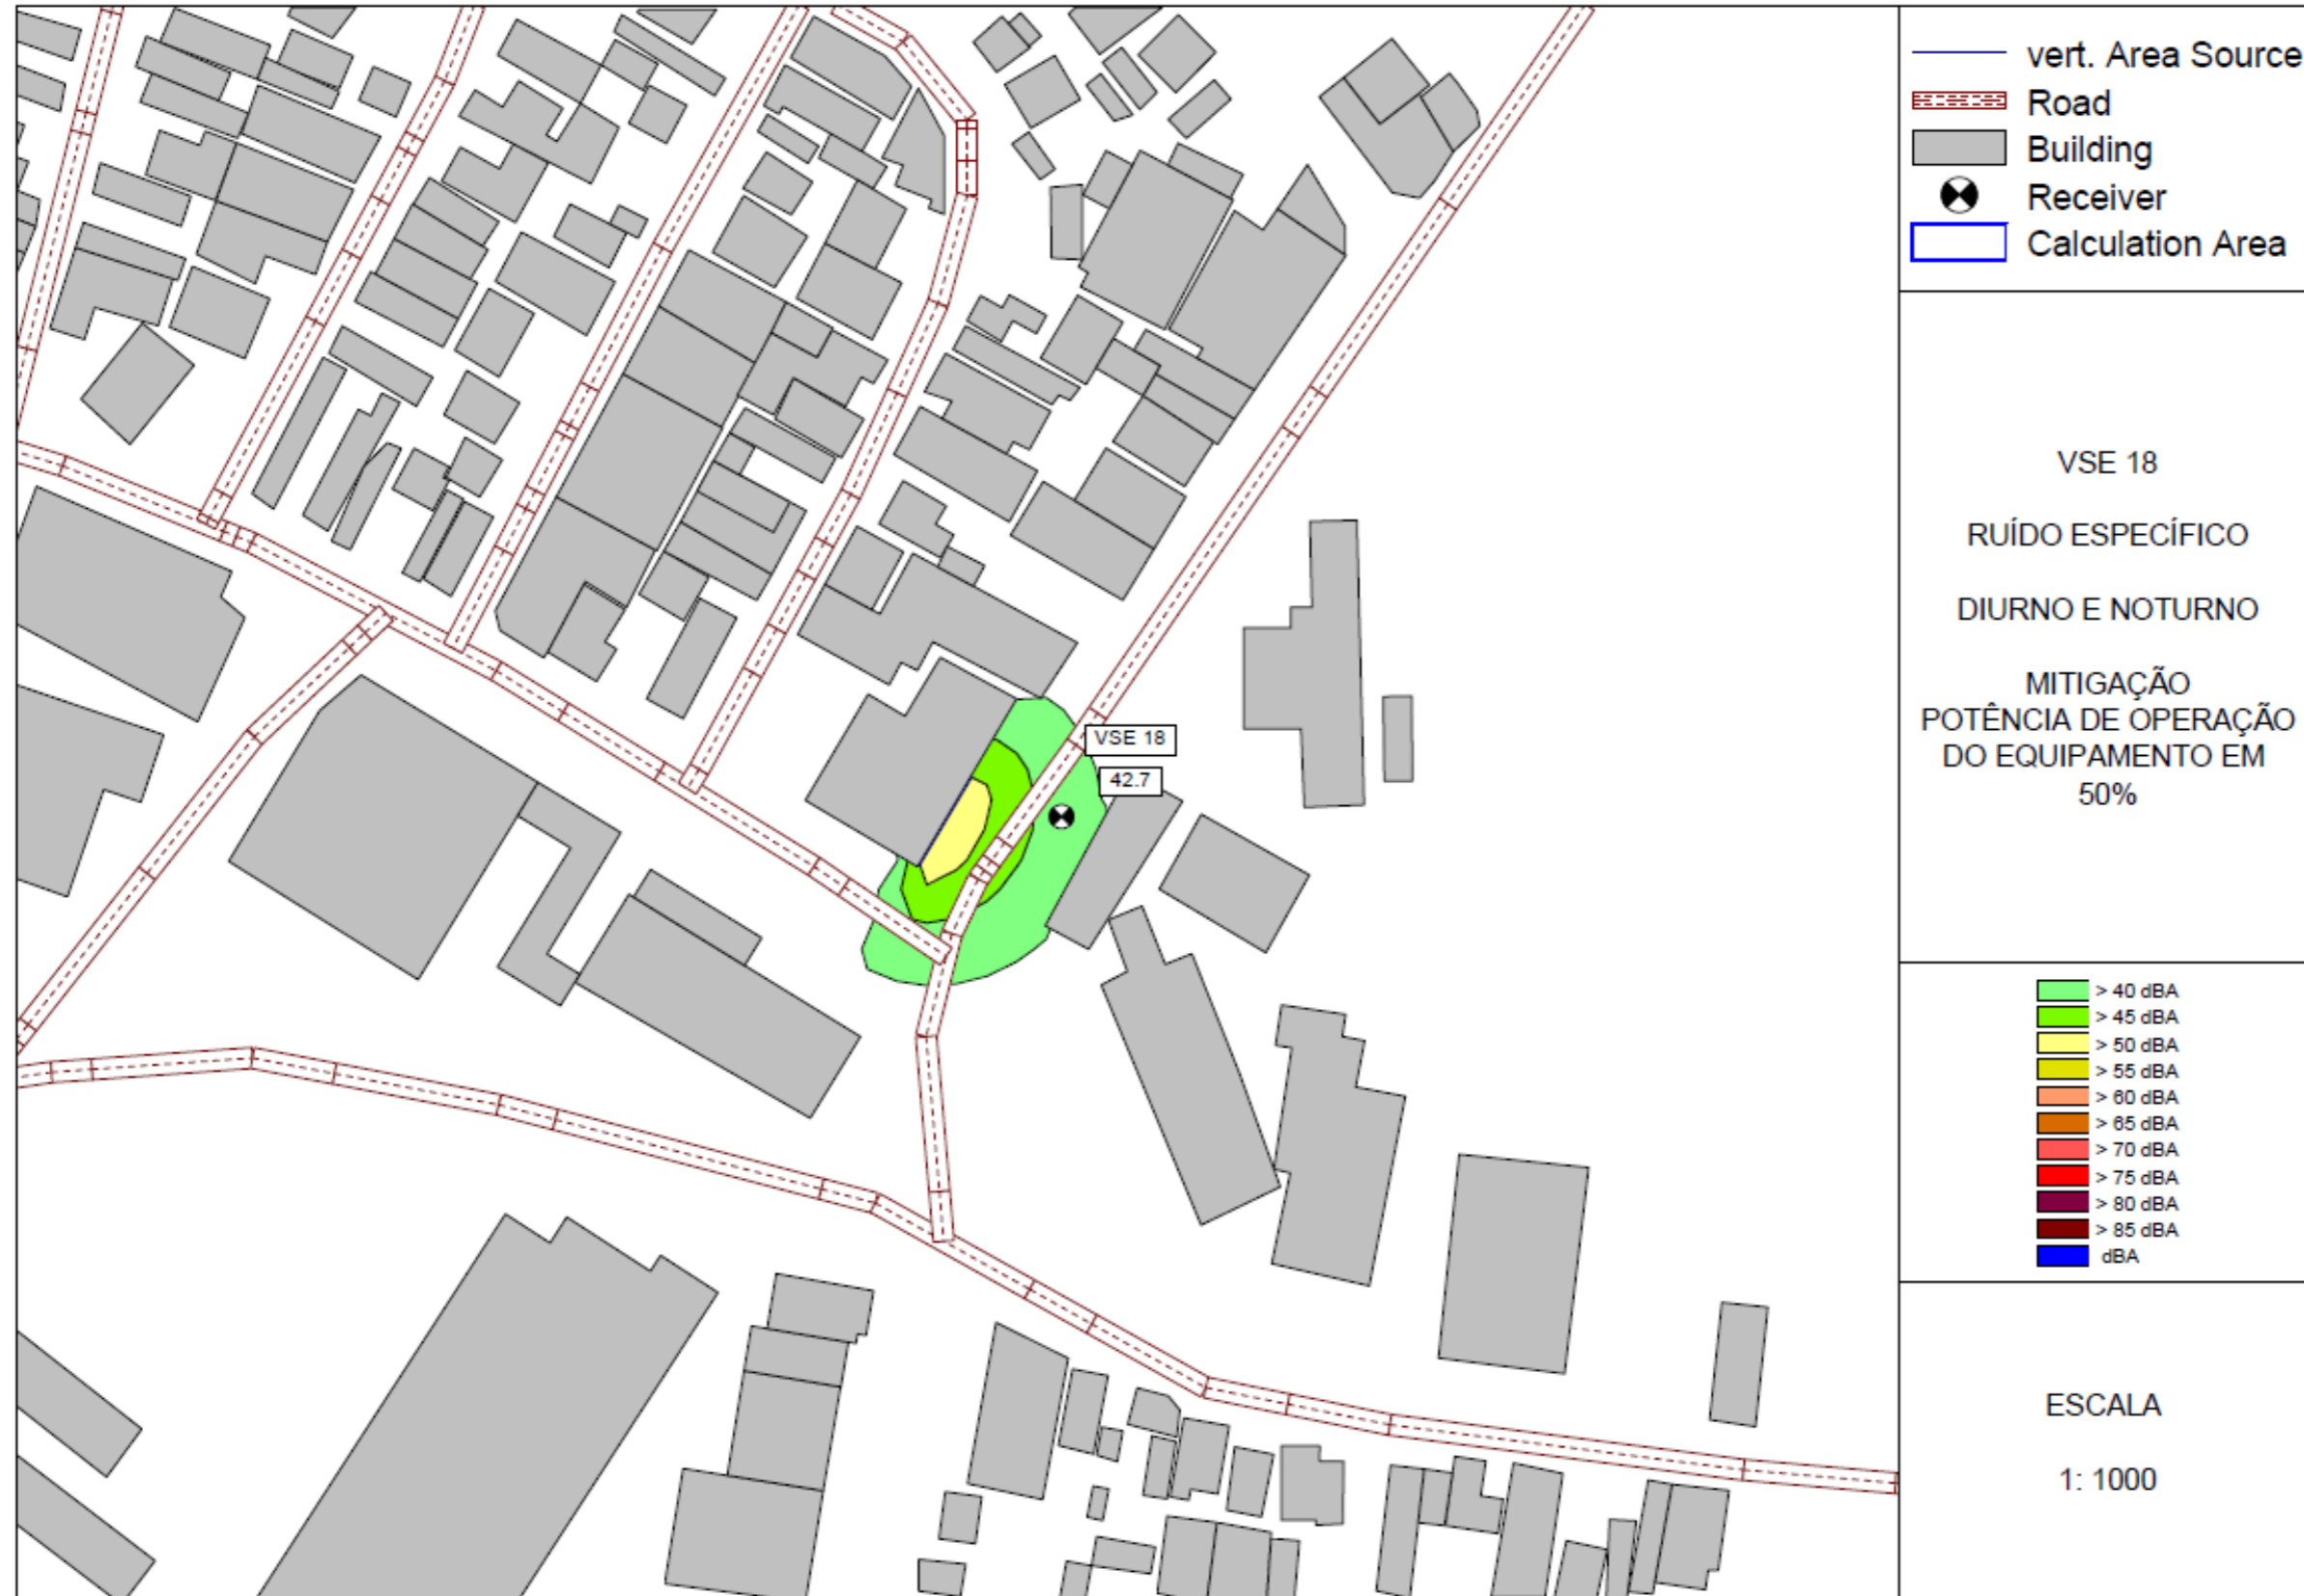 vert. Area Source
Road
Building
Receiver
Calculation Area
VSE 18
RUÍDO ESPECÍFICO
DIURNO E NOTURNO
MITIGAÇÃO
POTÊNCIA DE OPERAÇÃO
DO EQUIPAMENTO EM
50%
VSE 18
42.7
> 40 dBA
> 45 dBA
> 50 dBA
> 55 dBA
> 60 dBA
> 65 dBA
> 70 dBA
> 75 dBA
> 80 dBA
> 85 dBA
dBA
ESCALA
1: 1000